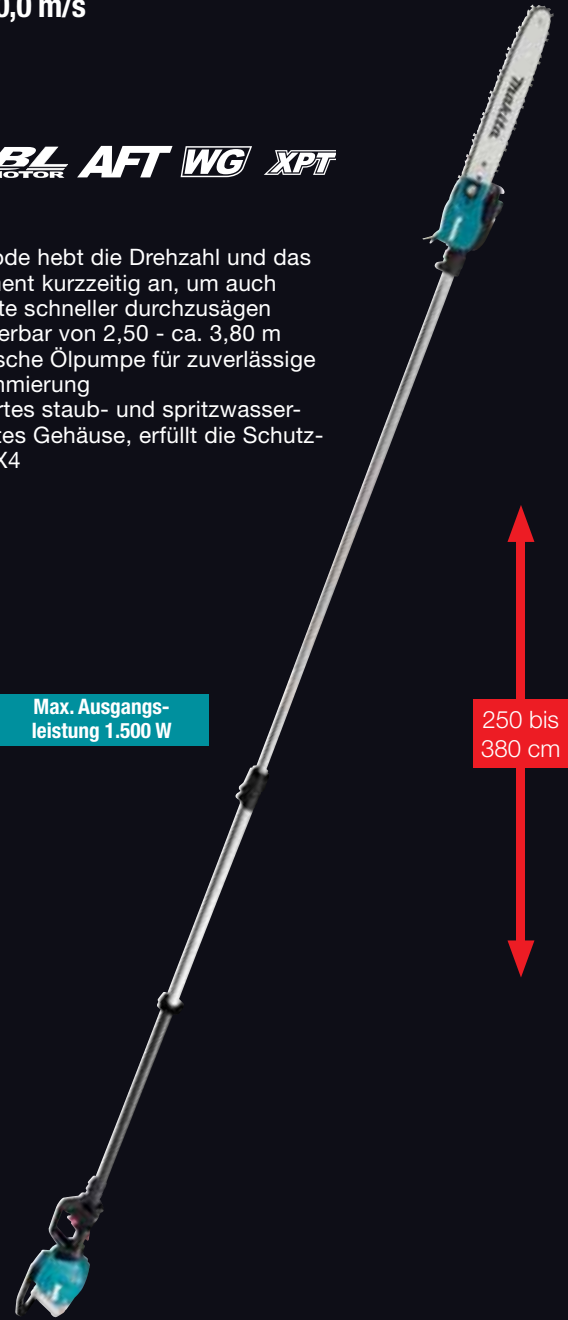 0,0 m/s
BL MOTOR AFT WG XPT
ode hebt die Drehzahl und das
ent kurzzeitig an, um auch
te schneller durchzusägen
erbar von 2,50 - ca. 3,80 m
sche Ölpumpe für zuverlässige
mierung
rtes staub- und spritzwasser-
tes Gehäuse, erfüllt die Schutz-
X4
Max. Ausgangs-
leistung 1.500 W
250 bis
380 cm
makita